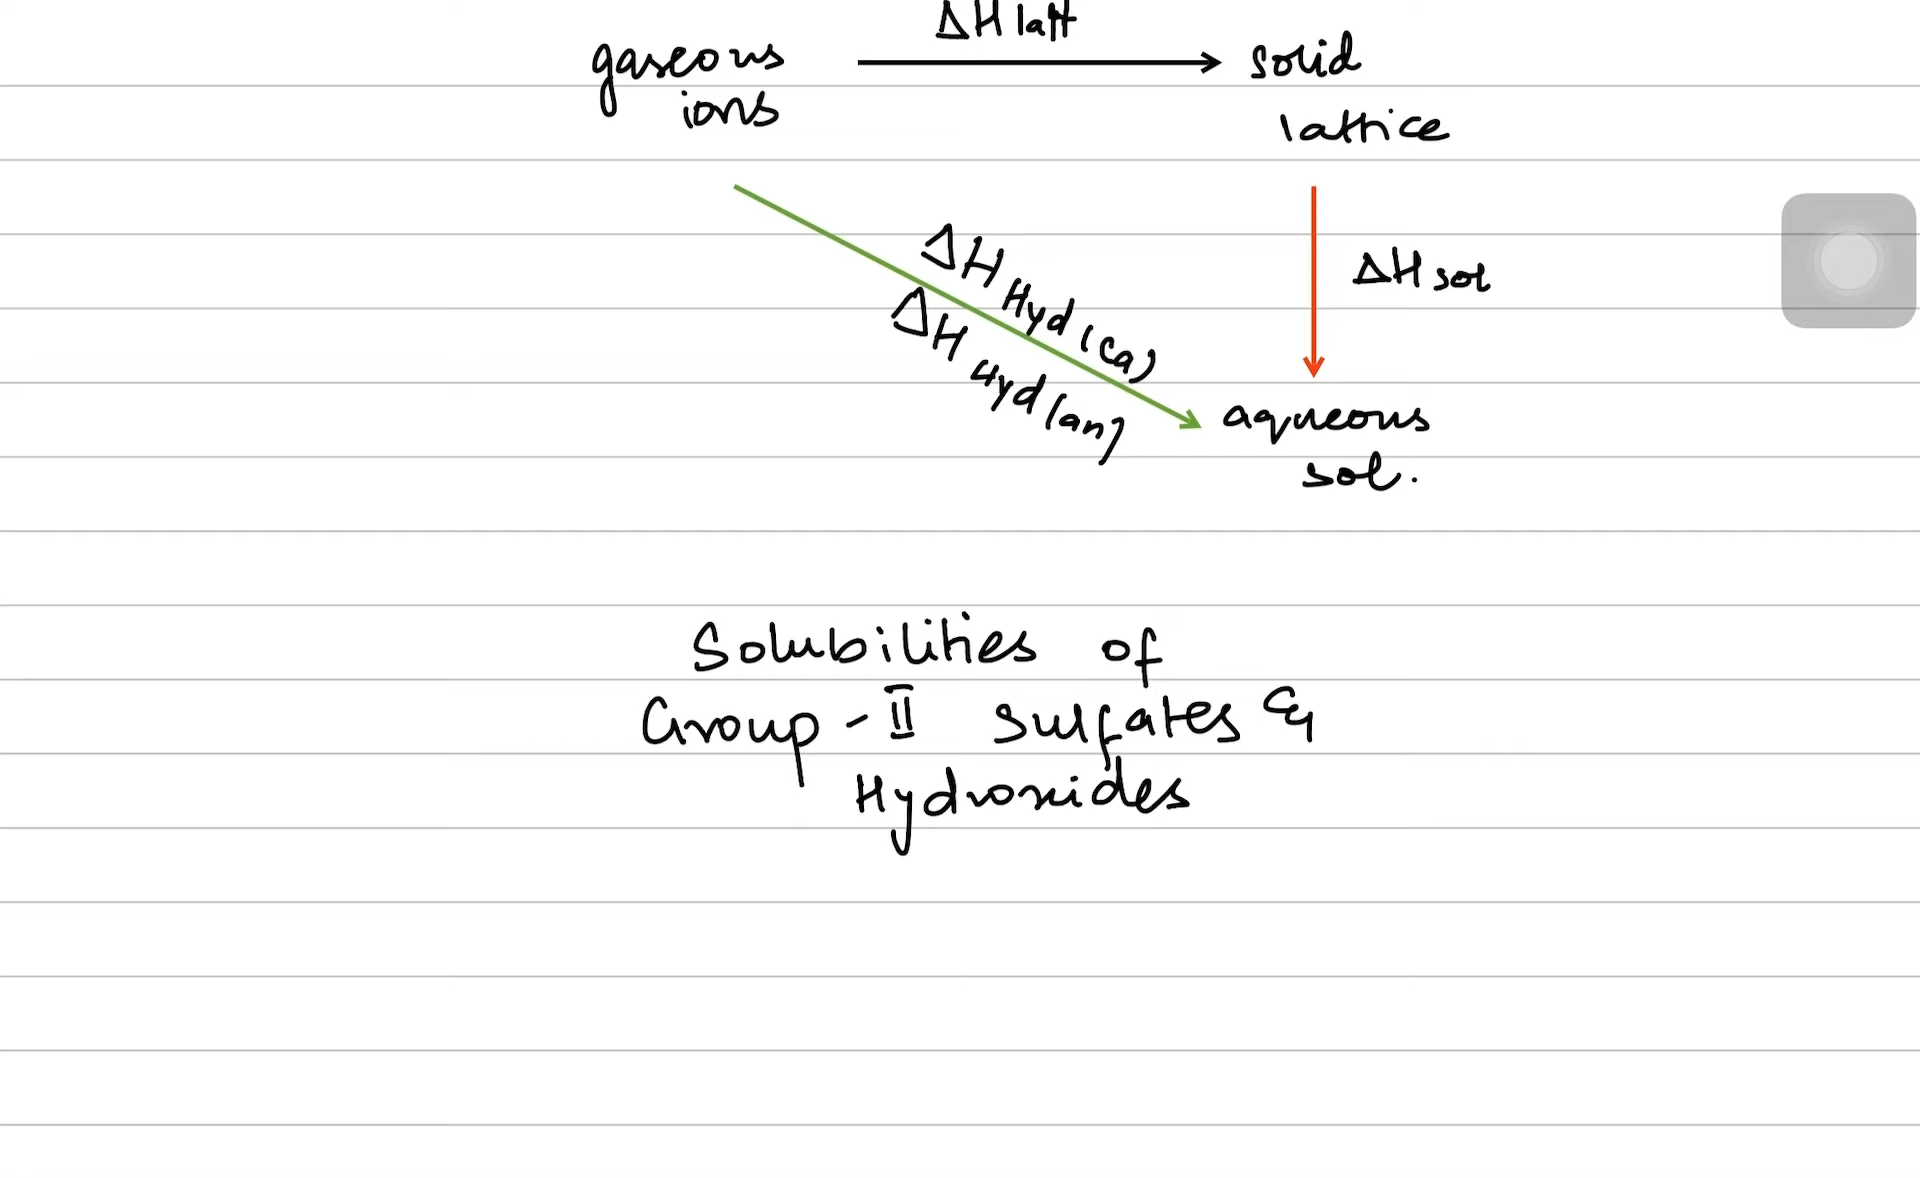 ΔH latt
gaseous → solid
ions lattice
ΔH Hyd (ca)
ΔH Hyd (an)
ΔH sol
aqueous
sol.
Solubilities of
Group - II sulfates &
Hydroxides